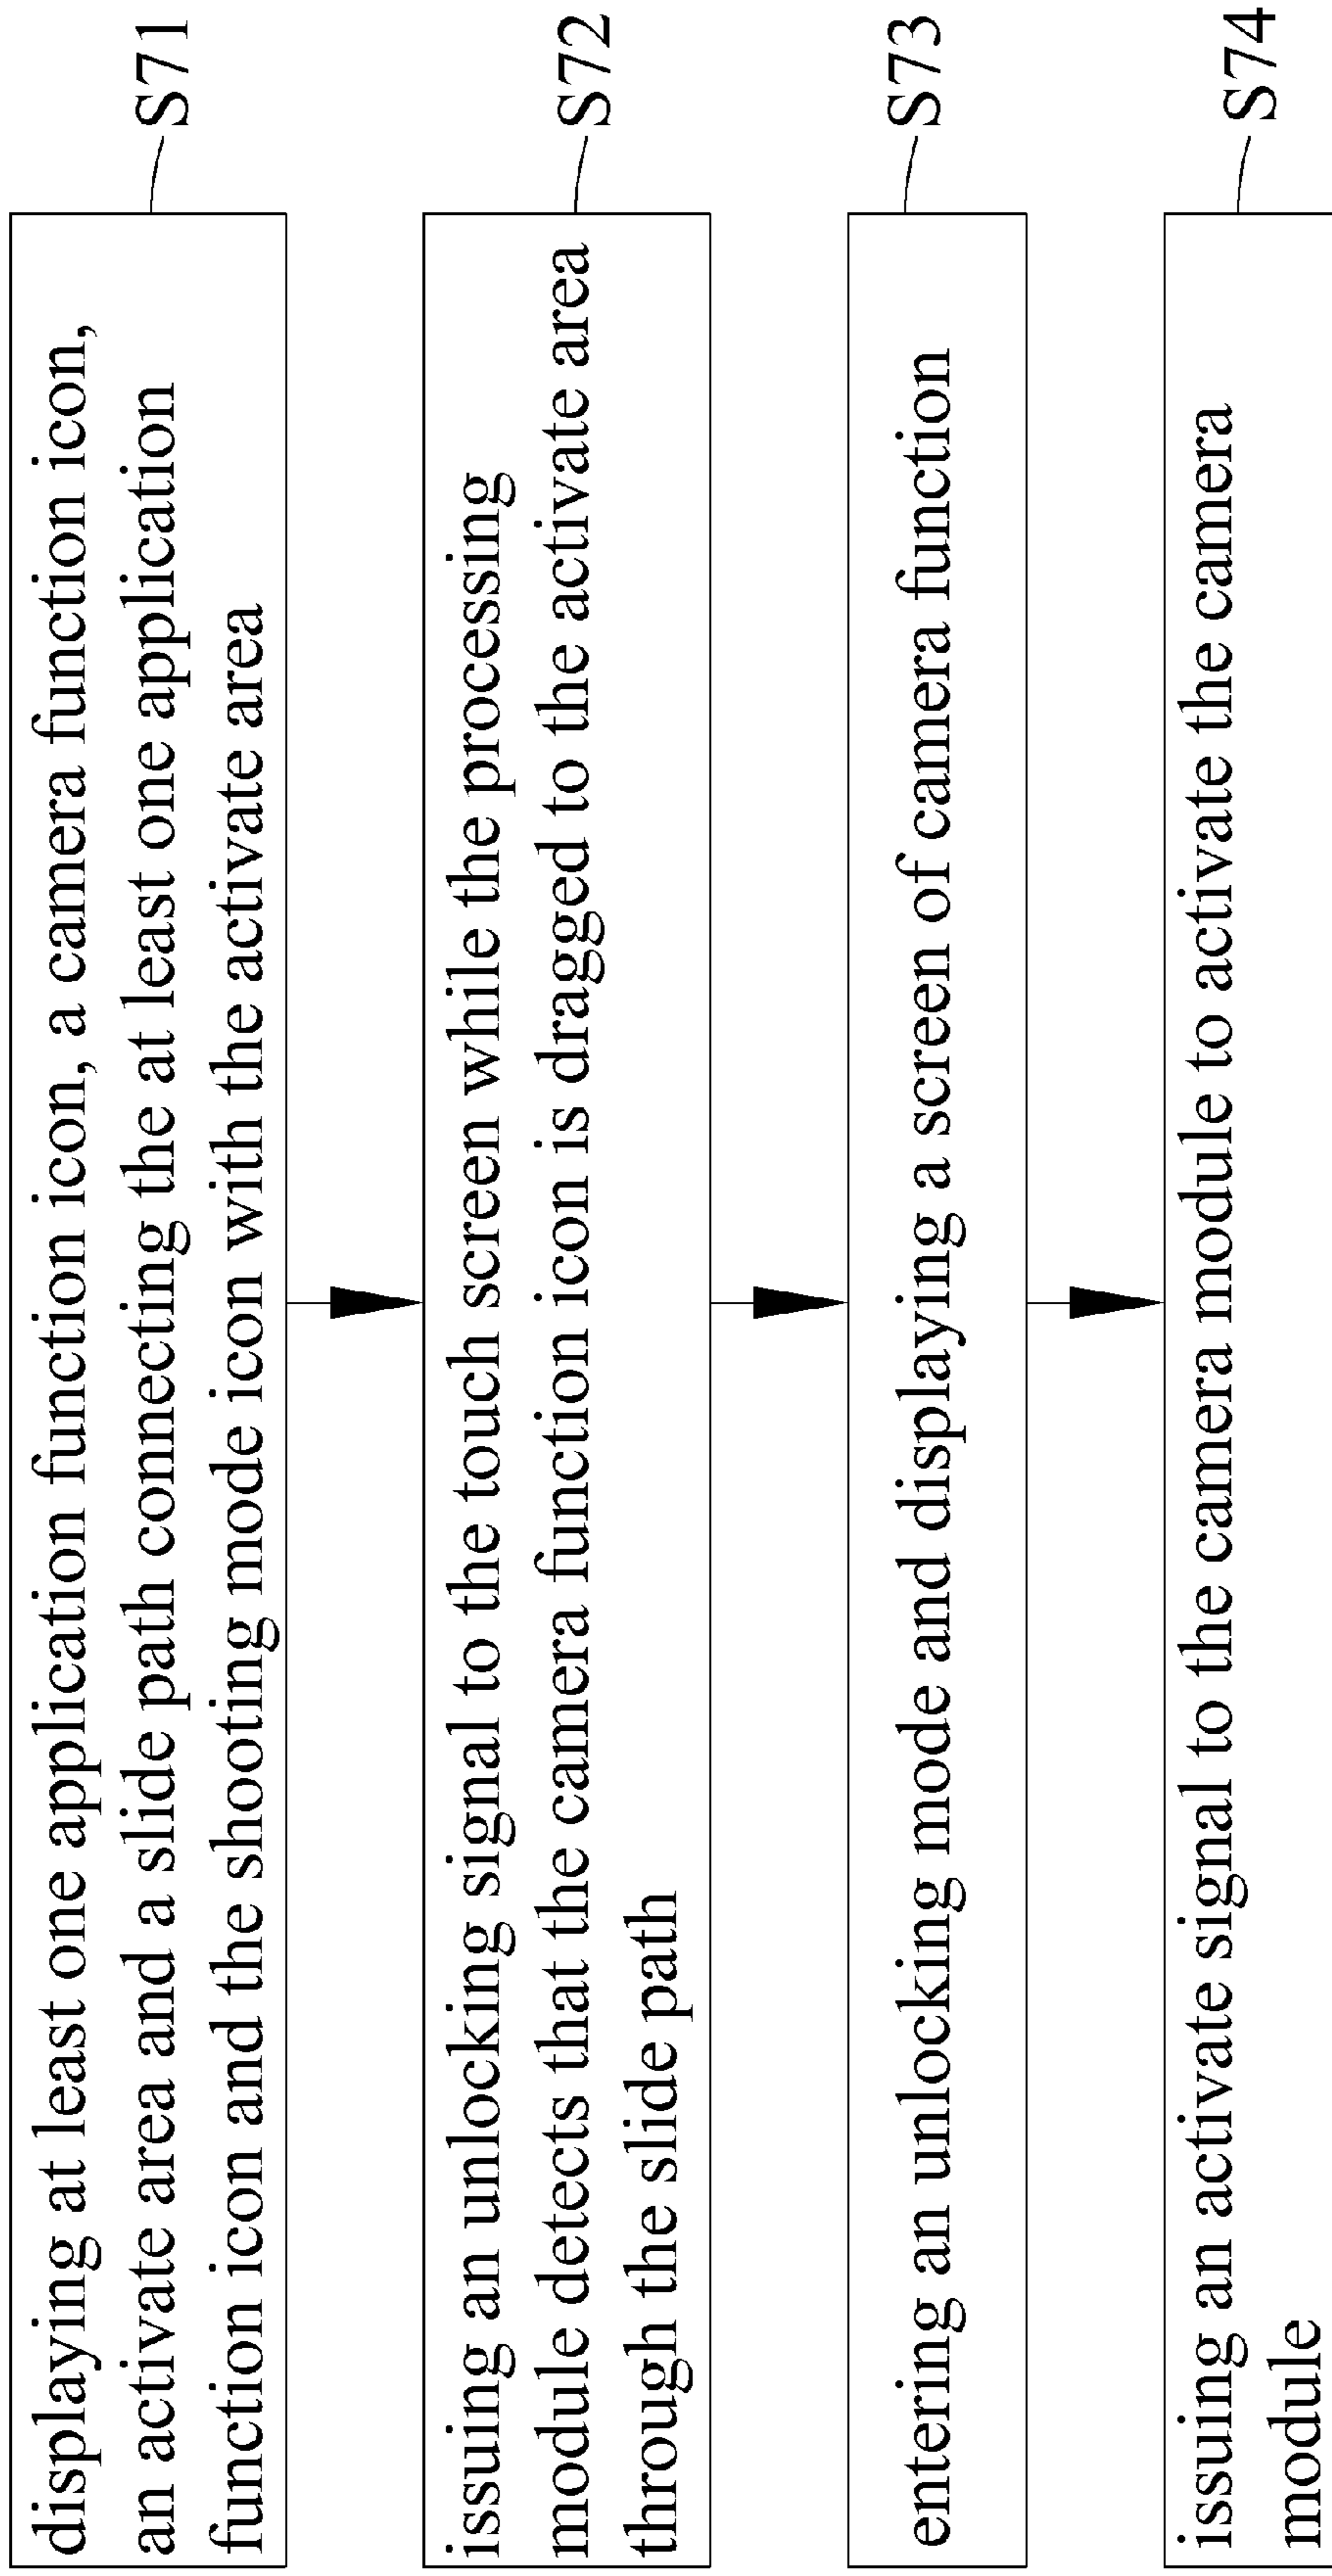 displaying at least one application function icon, a camera function icon,
an activate area and a slide path connecting the at least one application
function icon and the shooting mode icon with the activate area
S71
issuing an unlocking signal to the touch screen while the processing
module detects that the camera function icon is dragged to the activate area
through the slide path
S72
entering an unlocking mode and displaying a screen of camera function
S73
issuing an activate signal to the camera module to activate the camera
module
S74